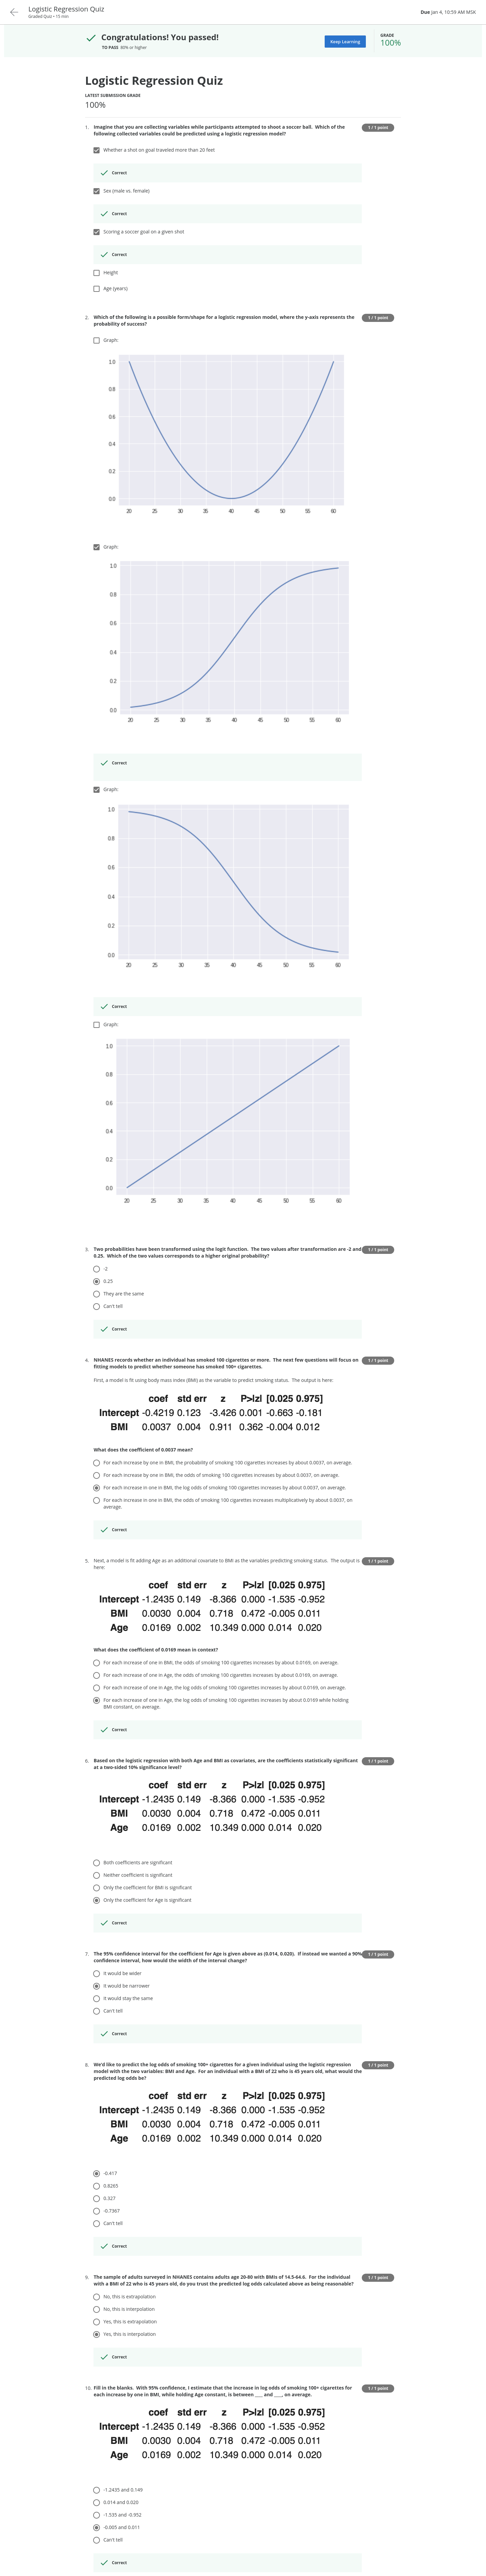 Logistic Regression Quiz
Graded Quiz • 15 min
Due Jan 4, 10:59 AM MSK
Congratulations! You passed!
TO PASS 80% or higher
Keep Learning
GRADE
100%
Logistic Regression Quiz
LATEST SUBMISSION GRADE
100%
1. Imagine that you are collecting variables while participants attempted to shoot a soccer ball. Which of the
following collected variables could be predicted using a logistic regression model?
1 / 1 point
Whether a shot on goal traveled more than 20 feet
Correct
Sex (male vs. female)
Correct
Scoring a soccer goal on a given shot
Correct
Height
Age (years)
2. Which of the following is a possible form/shape for a logistic regression model, where the y-axis represents the
probability of success?
1 / 1 point
Graph:
1.0
0.8
0.6
0.4
0.2
0.0
20 25 30 35 40 45 50 55 60
Graph:
1.0
0.8
0.6
0.4
0.2
0.0
20 25 30 35 40 45 50 55 60
Correct
Graph:
1.0
0.8
0.6
0.4
0.2
0.0
20 25 30 35 40 45 50 55 60
Correct
Graph:
1.0
0.8
0.6
0.4
0.2
0.0
20 25 30 35 40 45 50 55 60
3. Two probabilities have been transformed using the logit function. The two values after transformation are -2 and
0.25. Which of the two values corresponds to a higher original probability?
1 / 1 point
-2
0.25
They are the same
Can't tell
Correct
4. NHANES records whether an individual has smoked 100 cigarettes or more. The next few questions will focus on
fitting models to predict whether someone has smoked 100+ cigarettes.
1 / 1 point
First, a model is fit using body mass index (BMI) as the variable to predict smoking status. The output is here:
coef std err z P>|z| [0.025 0.975]
Intercept -0.4219 0.123 -3.426 0.001 -0.663 -0.181
BMI 0.0037 0.004 0.911 0.362 -0.004 0.012
What does the coefficient of 0.0037 mean?
For each increase by one in BMI, the probability of smoking 100 cigarettes increases by about 0.0037, on average.
For each increase by one in BMI, the odds of smoking 100 cigarettes increases by about 0.0037, on average.
For each increase in one in BMI, the log odds of smoking 100 cigarettes increases by about 0.0037, on average.
For each increase in one in BMI, the odds of smoking 100 cigarettes increases multiplicatively by about 0.0037, on
average.
Correct
5. Next, a model is fit adding Age as an additional covariate to BMI as the variables predicting smoking status. The output is
here:
1 / 1 point
coef std err z P>|z| [0.025 0.975]
Intercept -1.2435 0.149 -8.366 0.000 -1.535 -0.952
BMI 0.0030 0.004 0.718 0.472 -0.005 0.011
Age 0.0169 0.002 10.349 0.000 0.014 0.020
What does the coefficient of 0.0169 mean in context?
For each increase of one in BMI, the odds of smoking 100 cigarettes increases by about 0.0169, on average.
For each increase of one in Age, the odds of smoking 100 cigarettes increases by about 0.0169, on average.
For each increase of one in Age, the log odds of smoking 100 cigarettes increases by about 0.0169, on average.
For each increase of one in Age, the log odds of smoking 100 cigarettes increases by about 0.0169 while holding
BMI constant, on average.
Correct
6. Based on the logistic regression with both Age and BMI as covariates, are the coefficients statistically significant
at a two-sided 10% significance level?
1 / 1 point
coef std err z P>|z| [0.025 0.975]
Intercept -1.2435 0.149 -8.366 0.000 -1.535 -0.952
BMI 0.0030 0.004 0.718 0.472 -0.005 0.011
Age 0.0169 0.002 10.349 0.000 0.014 0.020
Both coefficients are significant
Neither coefficient is significant
Only the coefficient for BMI is significant
Only the coefficient for Age is significant
Correct
7. The 95% confidence interval for the coefficient for Age is given above as (0.014, 0.020). If instead we wanted a 90%
confidence interval, how would the width of the interval change?
1 / 1 point
It would be wider
It would be narrower
It would stay the same
Can't tell
Correct
8. We'd like to predict the log odds of smoking 100+ cigarettes for a given individual using the logistic regression
model with the two variables: BMI and Age. For an individual with a BMI of 22 who is 45 years old, what would the
predicted log odds be?
1 / 1 point
coef std err z P>|z| [0.025 0.975]
Intercept -1.2435 0.149 -8.366 0.000 -1.535 -0.952
BMI 0.0030 0.004 0.718 0.472 -0.005 0.011
Age 0.0169 0.002 10.349 0.000 0.014 0.020
-0.417
0.8265
0.327
-0.7367
Can't tell
Correct
9. The sample of adults surveyed in NHANES contains adults age 20-80 with BMIs of 14.5-64.6. For the individual
with a BMI of 22 who is 45 years old, do you trust the predicted log odds calculated above as being reasonable?
1 / 1 point
No, this is extrapolation
No, this is interpolation
Yes, this is extrapolation
Yes, this is interpolation
Correct
10. Fill in the blanks. With 95% confidence, I estimate that the increase in log odds of smoking 100+ cigarettes for
each increase by one in BMI, while holding Age constant, is between ___ and ___, on average.
1 / 1 point
coef std err z P>|z| [0.025 0.975]
Intercept -1.2435 0.149 -8.366 0.000 -1.535 -0.952
BMI 0.0030 0.004 0.718 0.472 -0.005 0.011
Age 0.0169 0.002 10.349 0.000 0.014 0.020
-1.2435 and 0.149
0.014 and 0.020
-1.535 and -0.952
-0.005 and 0.011
Can't tell
Correct